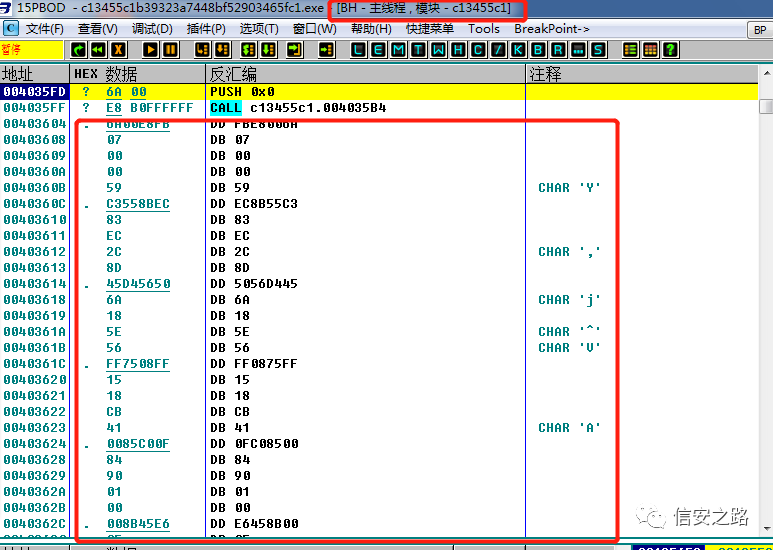 15PBOD - c13455c1b39323a7448bf52903465fc1.exe - [BH - 主线程, 模块 - c13455c1]
C 文件(F) 查看(V) 调试(D) 插件(P) 选项(T) 窗口(W) 帮助(H) 快捷菜单 Tools BreakPoint-> BP
暂停 L E M T W H C / K B R ... S ?
地址 HEX 数据 反汇编 注释
004035FD ? 6A 00 PUSH 0x0
004035FF ? E8 B0FFFFFF CALL c13455c1.004035B4
00403604 . 6A00E8FB DD FBE8006A
00403608 07 DB 07
00403609 00 DB 00
0040360A 00 DB 00
0040360B 59 DB 59 CHAR 'Y'
0040360C . C3558BEC DD EC8B55C3
00403610 83 DB 83
00403611 EC DB EC
00403612 2C DB 2C CHAR ','
00403613 8D DB 8D
00403614 . 45D45650 DD 5056D445
00403618 6A DB 6A CHAR 'j'
00403619 18 DB 18
0040361A 5E DB 5E CHAR '^'
0040361B 56 DB 56 CHAR 'V'
0040361C . FF7508FF DD FF0875FF
00403620 15 DB 15
00403621 18 DB 18
00403622 CB DB CB
00403623 41 DB 41 CHAR 'A'
00403624 . 0085C00F DD 0FC08500
00403628 84 DB 84
00403629 90 DB 90
0040362A 01 DB 01
0040362B 00 DB 00
0040362C . 008B45E6 DD E6458B00
信安之路